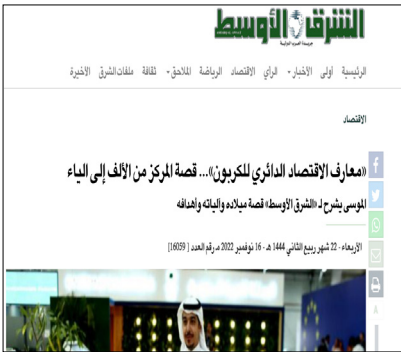 الشرق الأوسط
جريدة العرب الدولية
الرئيسية أولى الأخبار الرأي الاقتصاد الرياضة الملاحق ثقافة ملفات الشرق الأخيرة
الاقتصاد
«معارف الاقتصاد الدائري للكربون»... قصة المركز من الألف إلى الياء
الموسى يشرح لـ «الشرق الأوسط» قصة ميلاده وآلياته وأهدافه
الأربعاء - 22 شهر ربيع الثاني 1444 هـ - 16 نوفمبر 2022 مـ رقم العدد [16059]
A